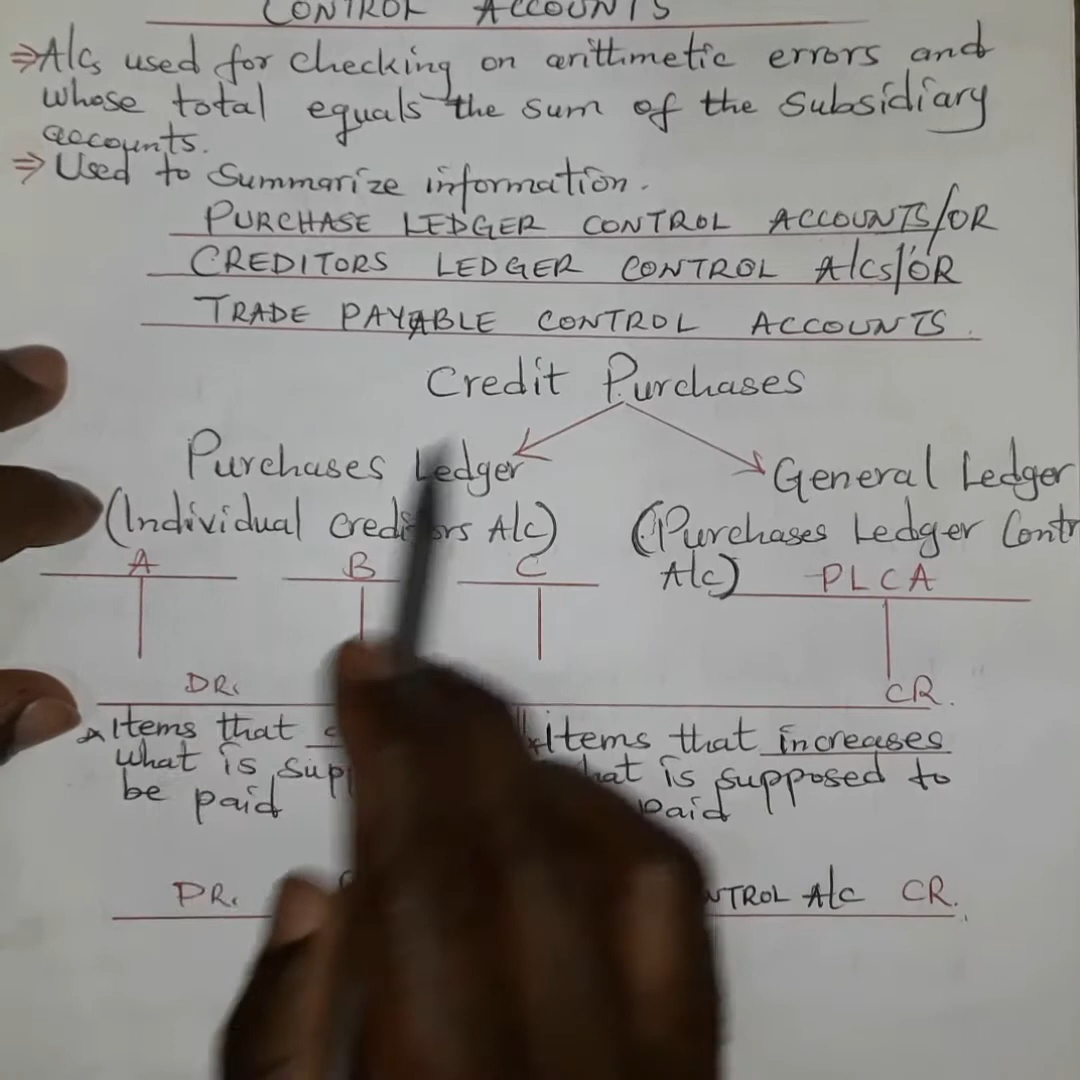 CONTROL ACCOUNTS
⇒A/cs used for checking on arithmetic errors and
whose total equals the sum of the subsidiary
accounts.
⇒ Used to summarize information.
PURCHASE LEDGER CONTROL ACCOUNTS/OR
CREDITORS LEDGER CONTROL A/CS/OR
TRADE PAYABLE CONTROL ACCOUNTS.
Credit Purchases
Purchases Ledger General Ledger
(Individual creditors A/C) (Purchases Ledger Contr
A B C A/c) PLCA
DR. CR.
Items that Items that increases
what is supp hat is supposed to
be paid paid
DR. NTROL A/c CR.